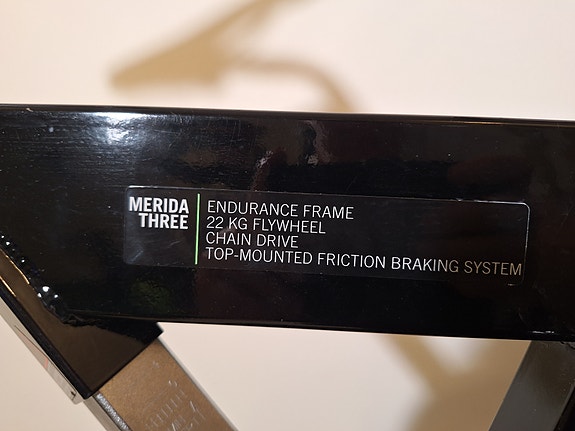 MERIDA
THREE
ENDURANCE FRAME
22 KG FLYWHEEL
CHAIN DRIVE
TOP-MOUNTED FRICTION BRAKING SYSTEM